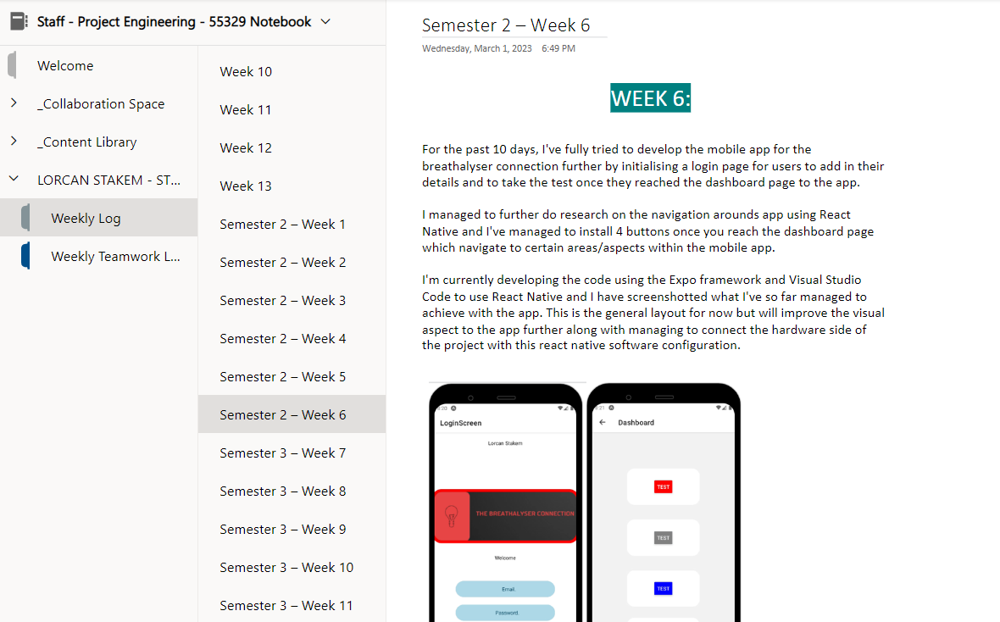 Staff - Project Engineering - 55329 Notebook
Welcome
_Collaboration Space
_Content Library
LORCAN STAKEM - ST...
Weekly Log
Weekly Teamwork L...
Week 10
Week 11
Week 12
Week 13
Semester 2 – Week 1
Semester 2 – Week 2
Semester 2 – Week 3
Semester 2 – Week 4
Semester 2 – Week 5
Semester 2 – Week 6
Semester 3 – Week 7
Semester 3 – Week 8
Semester 3 – Week 9
Semester 3 – Week 10
Semester 3 – Week 11
Semester 2 – Week 6
Wednesday, March 1, 2023 6:49 PM
WEEK 6:
For the past 10 days, I've fully tried to develop the mobile app for the
breathalyser connection further by initialising a login page for users to add in their
details and to take the test once they reached the dashboard page to the app.
I managed to further do research on the navigation arounds app using React
Native and I've managed to install 4 buttons once you reach the dashboard page
which navigate to certain areas/aspects within the mobile app.
I'm currently developing the code using the Expo framework and Visual Studio
Code to use React Native and I have screenshotted what I've so far managed to
achieve with the app. This is the general layout for now but will improve the visual
aspect to the app further along with managing to connect the hardware side of
the project with this react native software configuration.
LoginScreen
Lorcan Stakem
THE BREATHALYSER CONNECTION
Welcome
Email
Password
Dashboard
TEST
TEST
TEST